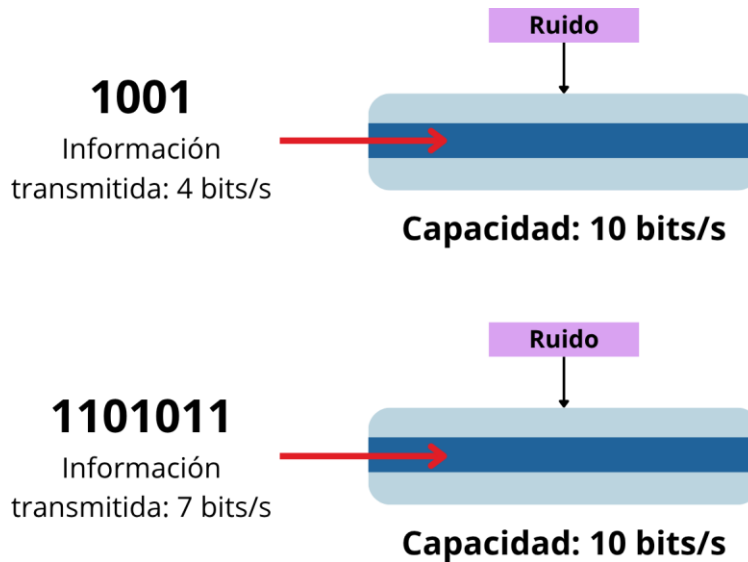 Ruido
1001
Información
transmitida: 4 bits/s
Capacidad: 10 bits/s
Ruido
1101011
Información
transmitida: 7 bits/s
Capacidad: 10 bits/s